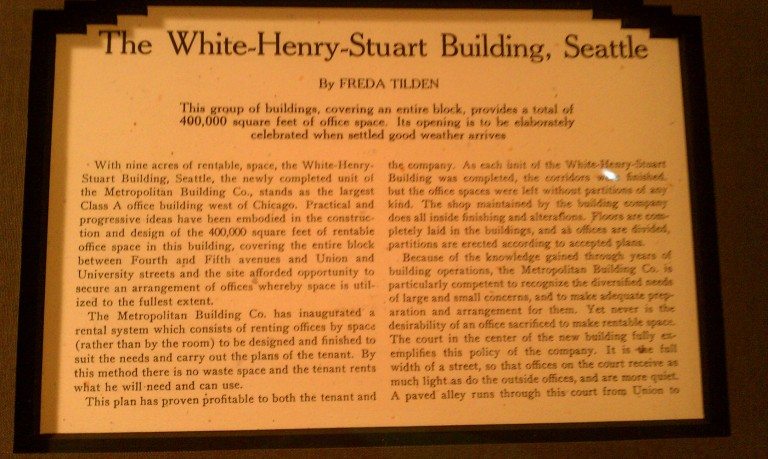 The White-Henry-Stuart Building, Seattle
By FREDA TILDEN
This group of buildings, covering an entire block, provides a total of
400,000 square feet of office space. Its opening is to be elaborately
celebrated when settled good weather arrives
With nine acres of rentable, space, the White-Henry-
Stuart Building, Seattle, the newly completed unit of
the Metropolitan Building Co., stands as the largest
Class A office building west of Chicago. Practical and
progressive ideas have been embodied in the construc-
tion and design of the 400,000 square feet of rentable
office space in this building, covering the entire block
between Fourth and Fifth avenues and Union and
University streets and the site afforded opportunity to
secure an arrangement of offices whereby space is util-
ized to the fullest extent.
The Metropolitan Building Co. has inaugurated a
rental system which consists of renting offices by space
(rather than by the room) to be designed and finished to
suit the needs and carry out the plans of the tenant. By
this method there is no waste space and the tenant rents
what he will need and can use.
This plan has proven profitable to both the tenant and
the company. As each unit of the White-Henry-Stuart
Building was completed, the corridors were finished,
but the office spaces were left without partitions of any
kind. The shop maintained by the building company
does all inside finishing and alterations. Floors are com-
pletely laid in the buildings, and as offices are divided,
partitions are erected according to accepted plans.
Because of the knowledge gained through years of
building operations, the Metropolitan Building Co. is
particularly competent to recognize the diversified needs
of large and small concerns, and to make adequate prep-
aration and arrangement for them. Yet never is the
desirability of an office sacrificed to make rentable space.
The court in the center of the new building fully ex-
emplifies this policy of the company. It is the full
width of a street, so that offices on the court receive as
much light as do the outside offices, and are more quiet.
A paved alley runs through this court from Union to